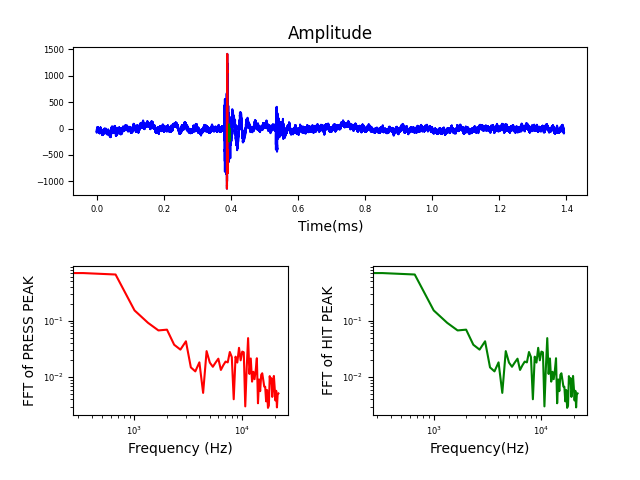 Amplitude
1500
1000
500
0
−500
−1000
0.0 0.2 0.4 0.6 0.8 1.0 1.2 1.4
Time(ms)
FFT of PRESS PEAK
10⁻¹
10⁻²
10³ 10⁴
Frequency (Hz)
FFT of HIT PEAK
10⁻¹
10⁻²
10³ 10⁴
Frequency(Hz)